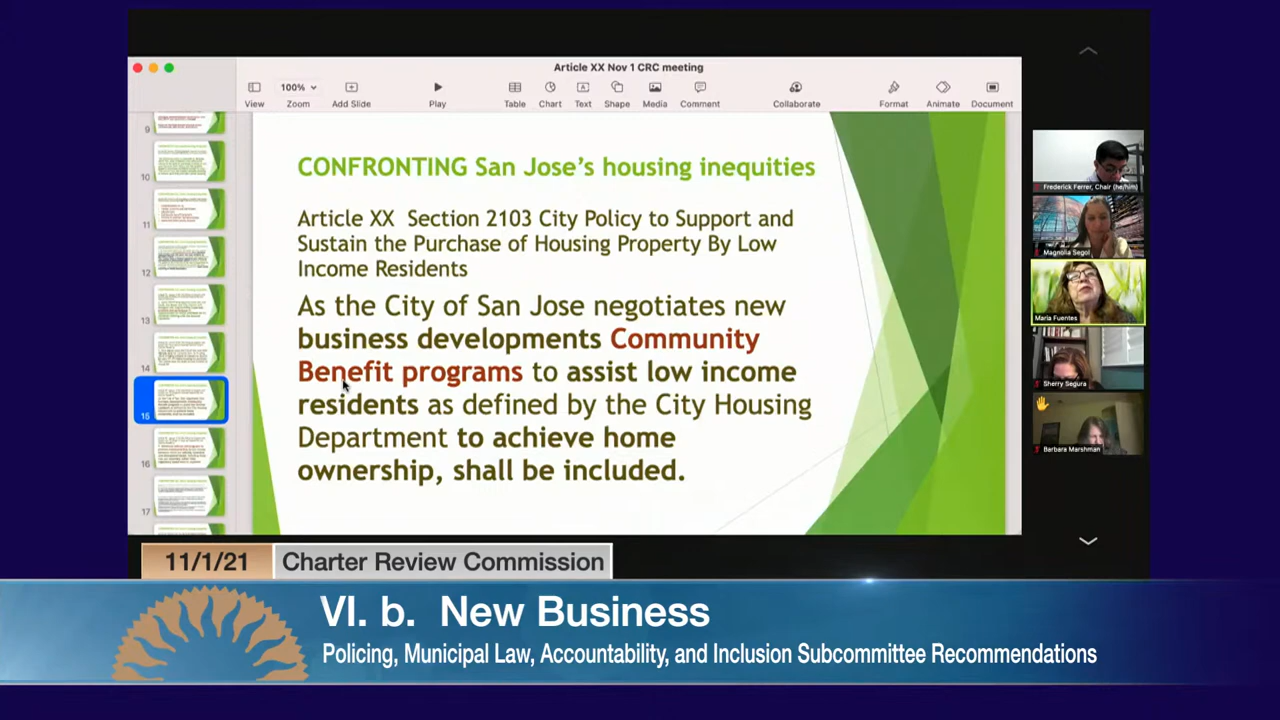 Article XX Nov 1 CRC meeting
100%
View
Zoom
Add Slide
Play
Table
Chart
Text
Shape
Media
Comment
Collaborate
Format
Animate
Document
9
10
11
12
13
14
15
16
17
CONFRONTING San Jose's housing inequities
Article XX Section 2103 City Policy to Support and
Sustain the Purchase of Housing Property By Low
Income Residents
As the City of San Jose negotiates new
business developments Community
Benefit programs to assist low income
residents as defined by the City Housing
Department to achieve home
ownership, shall be included.
Frederick Ferrer, Chair (he/him)
Magnolia Segol
Maria Fuentes
Sherry Segura
Barbara Marshman
11/1/21
Charter Review Commission
VI. b. New Business
Policing, Municipal Law, Accountability, and Inclusion Subcommittee Recommendations